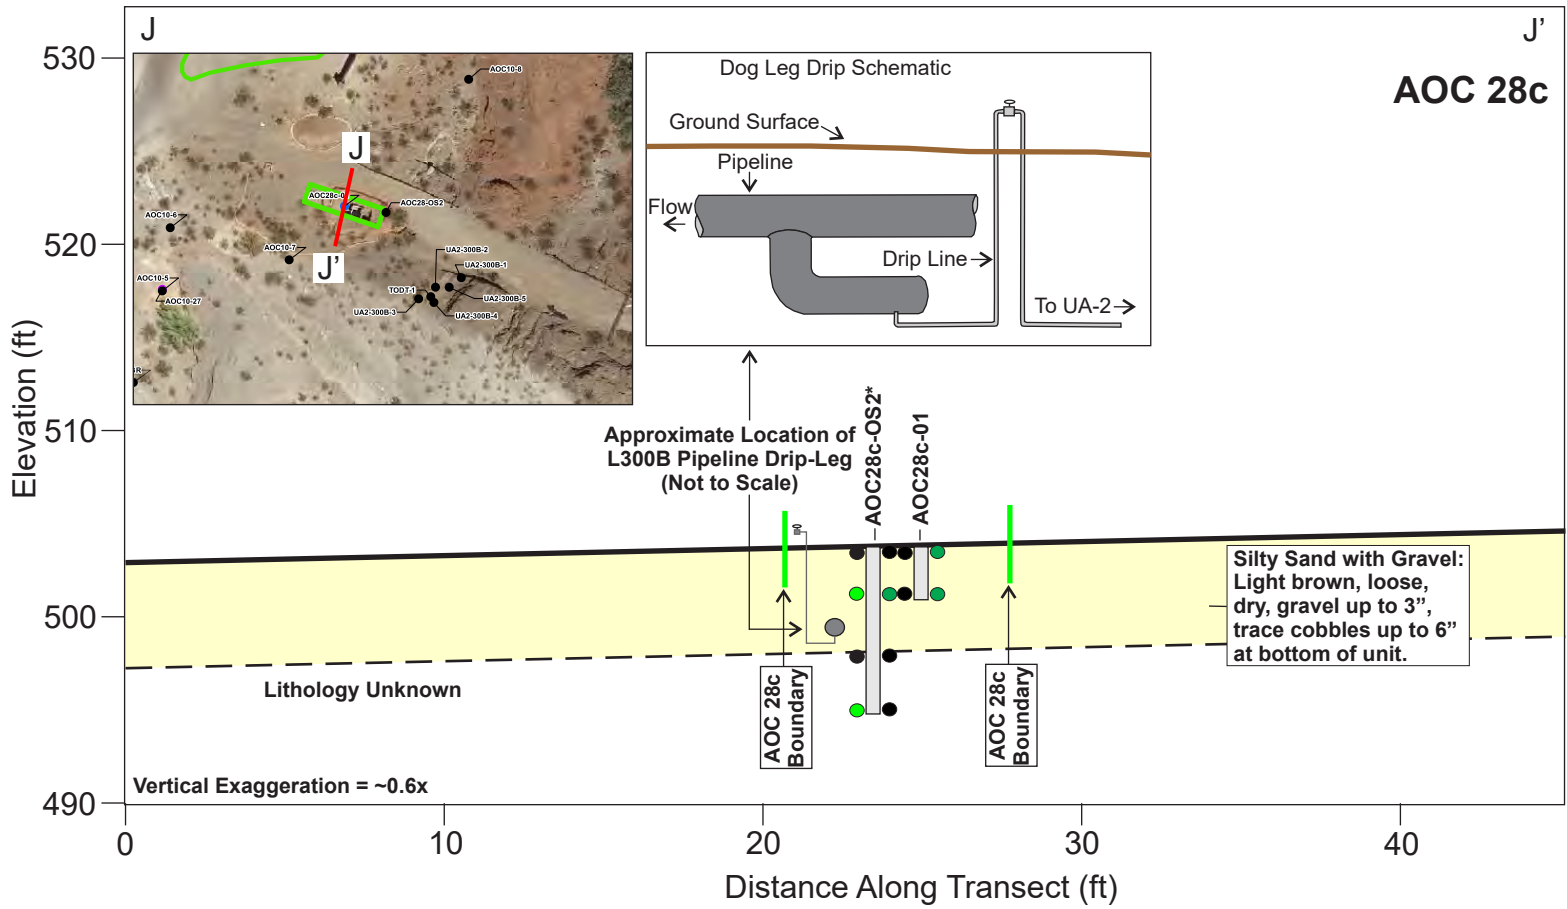 J
J’
AOC 28c
530
520
510
500
490
Elevation (ft)
AOC10-8
J
AOC28c-0
AOC28-OS2
AOC10-6
AOC10-7
J’
UA2-300B-2
UA2-300B-1
AOC10-5
TODT-1
UA2-300B-5
AOC10-27
UA2-300B-3
UA2-300B-4
Dog Leg Drip Schematic
Ground Surface
Pipeline
Flow
Drip Line
To UA-2
Approximate Location of
L300B Pipeline Drip-Leg
(Not to Scale)
AOC28c-OS2*
AOC28c-01
Silty Sand with Gravel:
Light brown, loose,
dry, gravel up to 3”,
trace cobbles up to 6”
at bottom of unit.
Lithology Unknown
AOC 28c
Boundary
AOC 28c
Boundary
Vertical Exaggeration = ~0.6x
0
10
20
30
40
Distance Along Transect (ft)